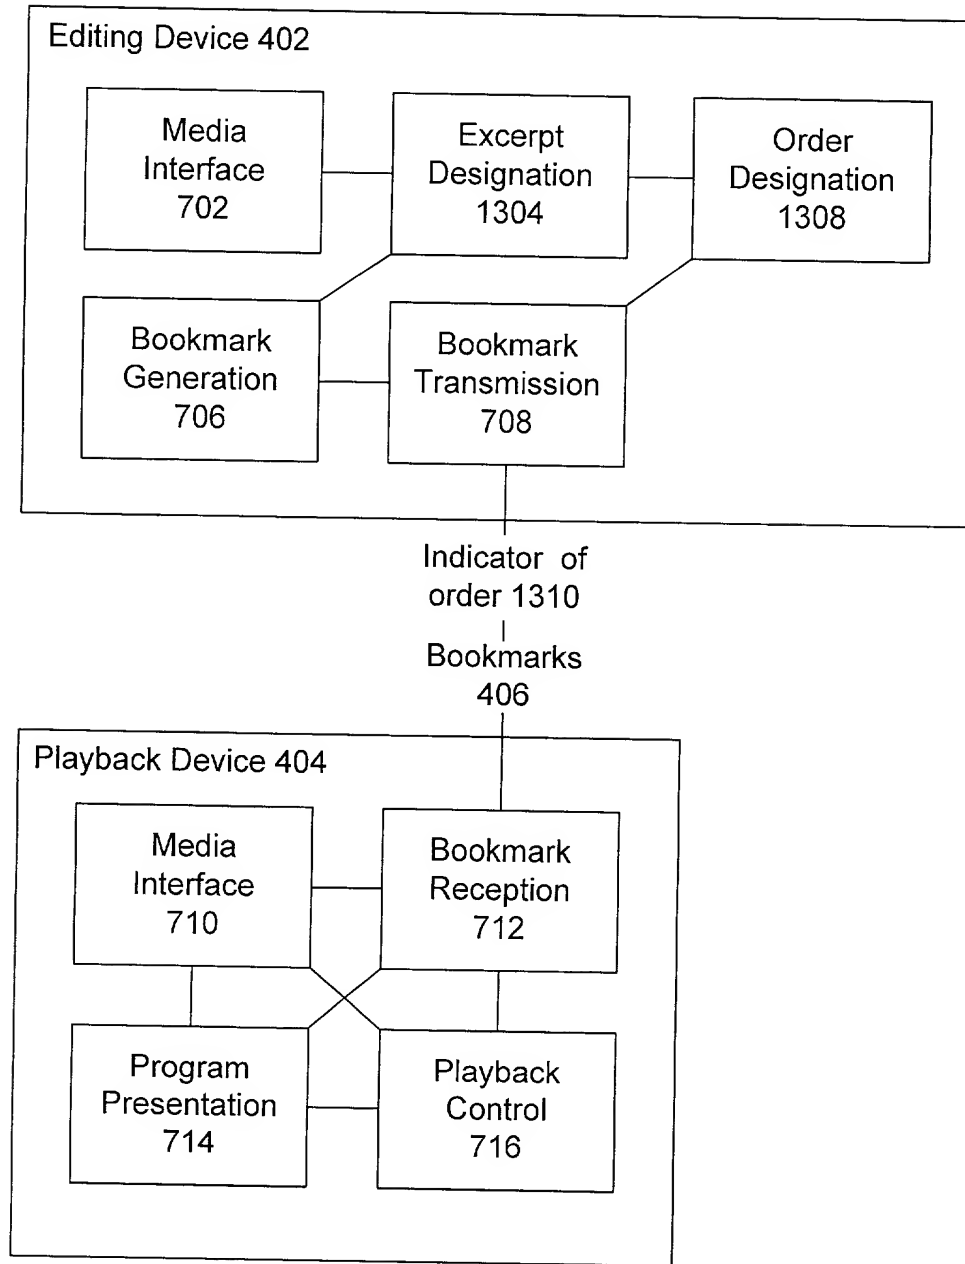 Editing Device 402
Media
Interface
702
Excerpt
Designation
1304
Order
Designation
1308
Bookmark
Generation
706
Bookmark
Transmission
708
Indicator of
order 1310
Bookmarks
406
Playback Device 404
Media
Interface
710
Bookmark
Reception
712
Program
Presentation
714
Playback
Control
716